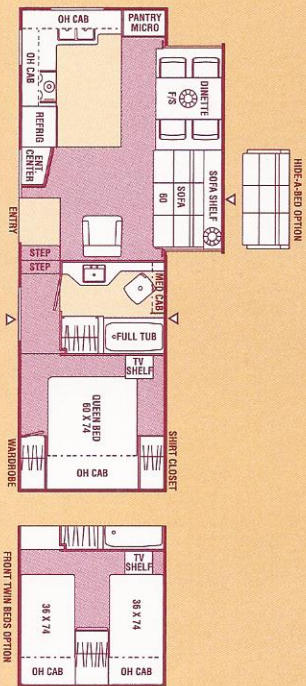 OH CAB
PANTRY
MICRO
OH CAB
REFRIG
ENT.
CENTER
DINETTE
F/S
SOFA
60
SOFA SHELF
HIDE-A-BED OPTION
ENTRY
STEP
STEP
MED CAB
FULL TUB
TV
SHELF
QUEEN BED
60 X 74
OH CAB
SHIRT CLOSET
WARDROBE
TV
SHELF
36 X 74
36 X 74
OH CAB
OH CAB
FRONT TWIN BEDS OPTION